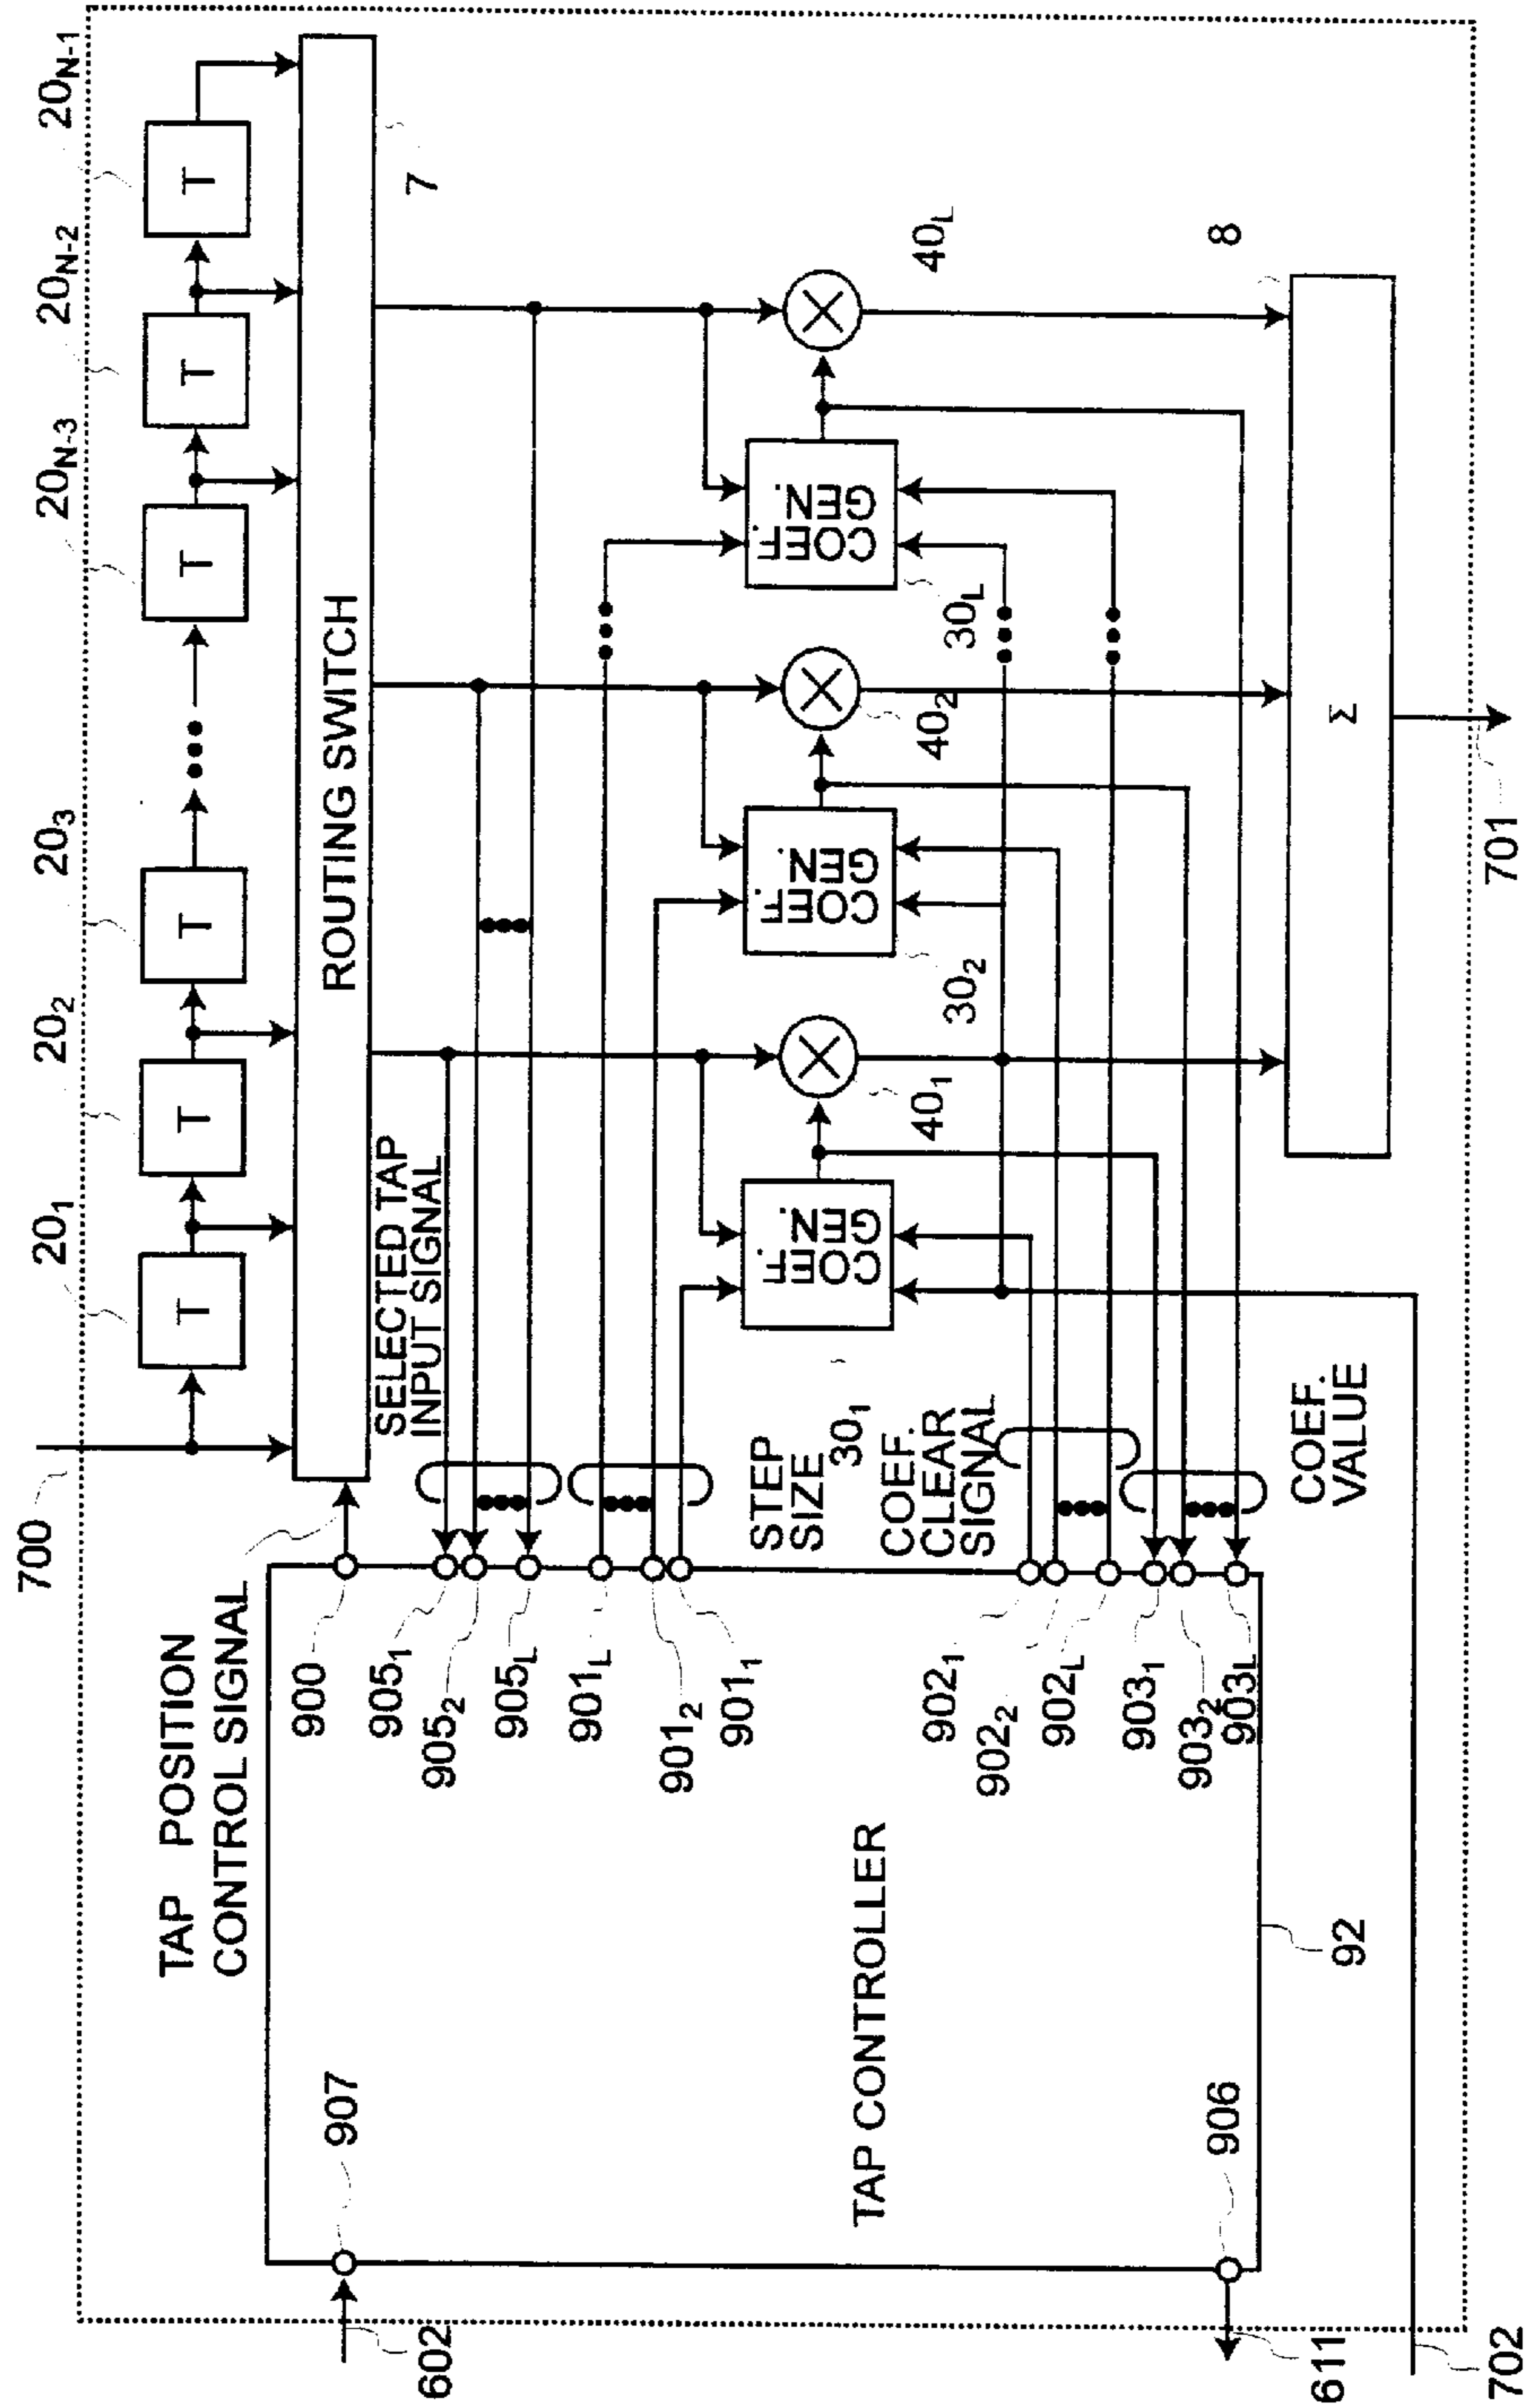 700
20₁
20₂
20₃
20N-3
20N-2
20N-1
T
T
T
T
T
T
TAP POSITION
CONTROL SIGNAL
ROUTING SWITCH
7
SELECTED TAP
INPUT SIGNAL
900
905₁
905₂
905L
901L
901₂
901₁
STEP
SIZE
30₁
COEF.
GEN.
40₁
30₂
COEF.
GEN.
40₂
30L
COEF.
GEN.
40L
COEF.
CLEAR
SIGNAL
902₁
902₂
902L
903₁
903₂
903L
COEF.
VALUE
8
Σ
701
907
602
TAP CONTROLLER
906
611
92
702